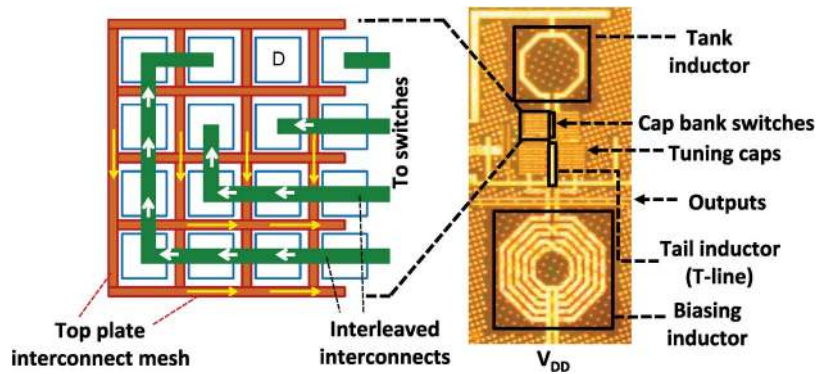 D
To switches
Top plate
interconnect mesh
Interleaved
interconnects
Tank
inductor
Cap bank switches
Tuning caps
Outputs
Tail inductor
(T-line)
Biasing
inductor
VDD